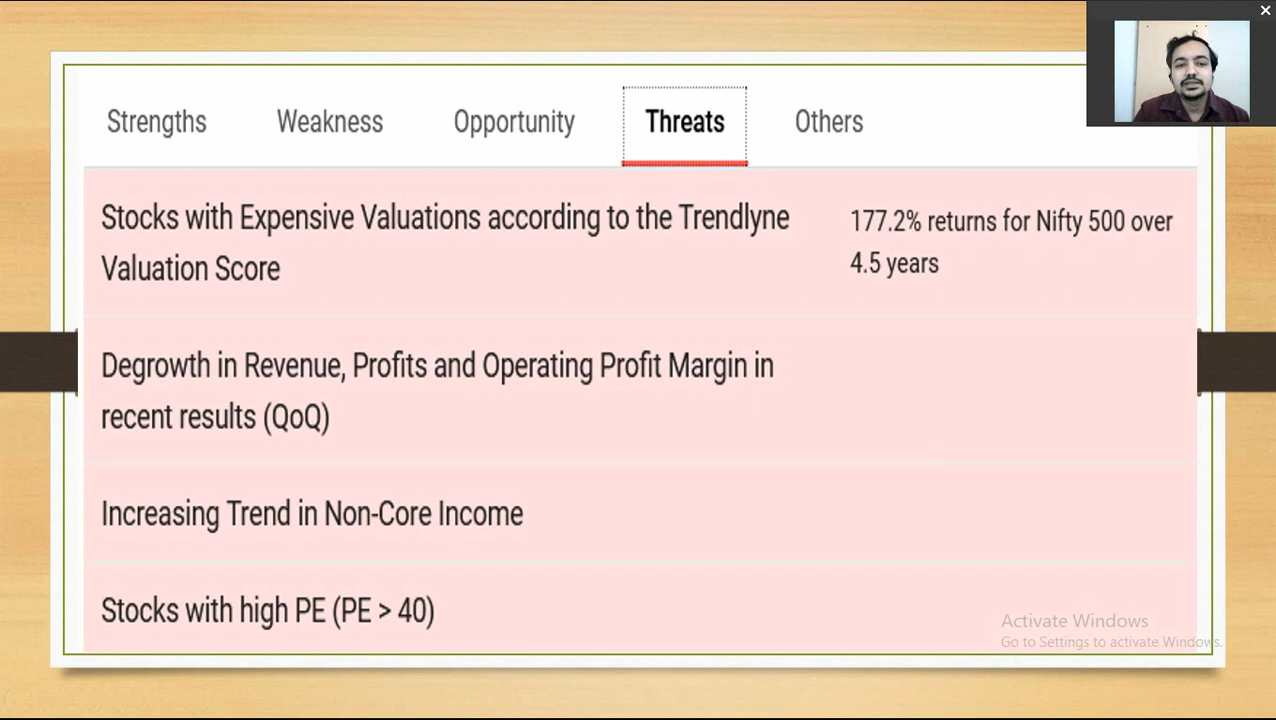 Strengths Weakness Opportunity Threats Others
Stocks with Expensive Valuations according to the Trendlyne
Valuation Score
177.2% returns for Nifty 500 over
4.5 years
Degrowth in Revenue, Profits and Operating Profit Margin in
recent results (QoQ)
Increasing Trend in Non-Core Income
Stocks with high PE (PE > 40)
Activate Windows
Go to Settings to activate Windows.